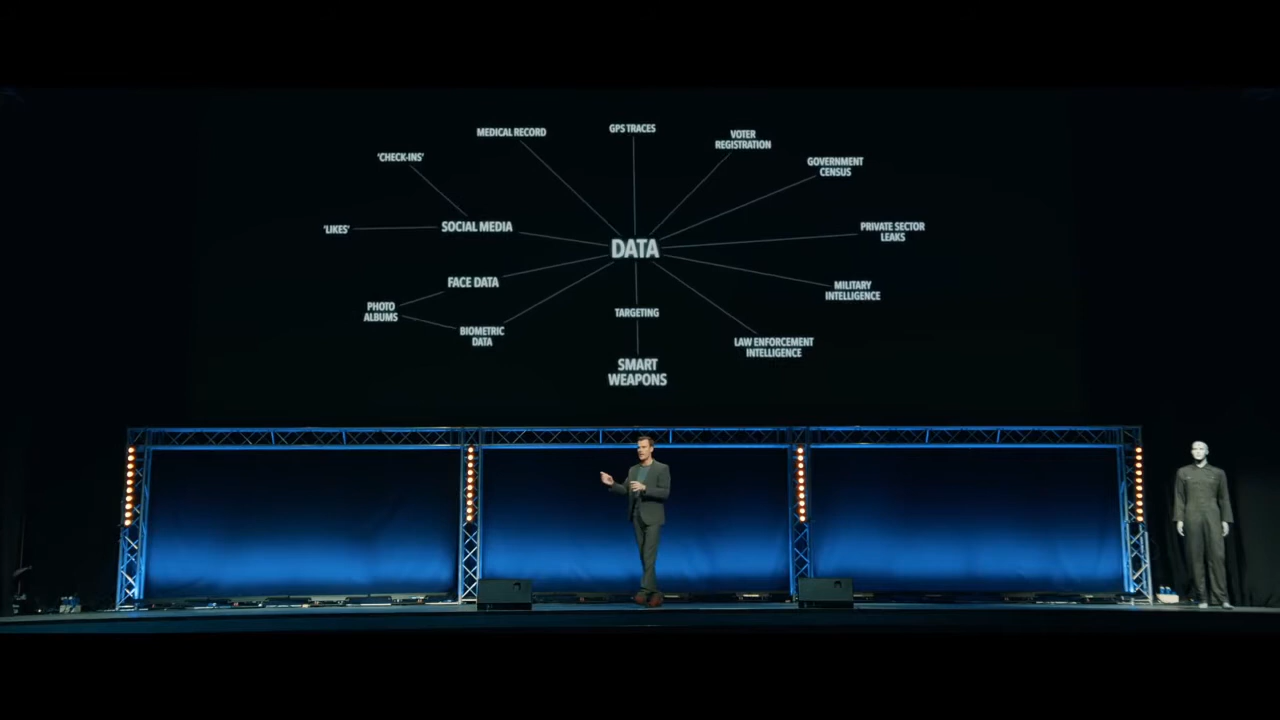 GPS TRACES
MEDICAL RECORD
VOTER
REGISTRATION
'CHECK-INS'
GOVERNMENT
CENSUS
'LIKES'
SOCIAL MEDIA
PRIVATE SECTOR
LEAKS
DATA
FACE DATA
MILITARY
INTELLIGENCE
PHOTO
ALBUMS
TARGETING
BIOMETRIC
DATA
LAW ENFORCEMENT
INTELLIGENCE
SMART
WEAPONS